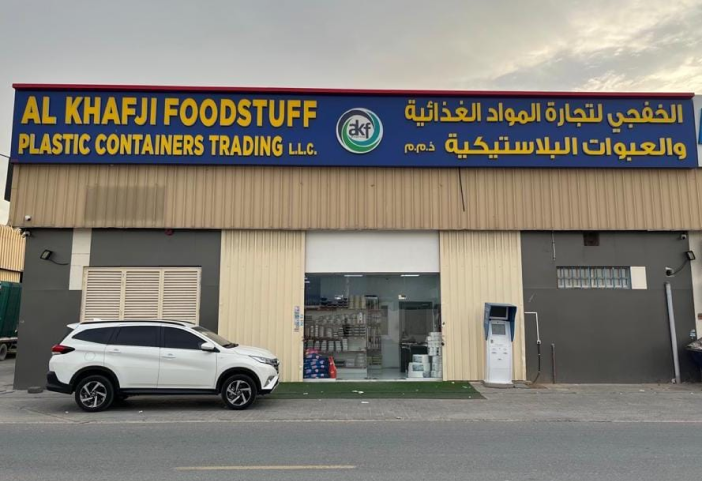 AL KHAFJI FOODSTUFF
PLASTIC CONTAINERS TRADING L.L.C.
akf
الخفجي لتجارة المواد الغذائية
والعبوات البلاستيكية ذ.م.م